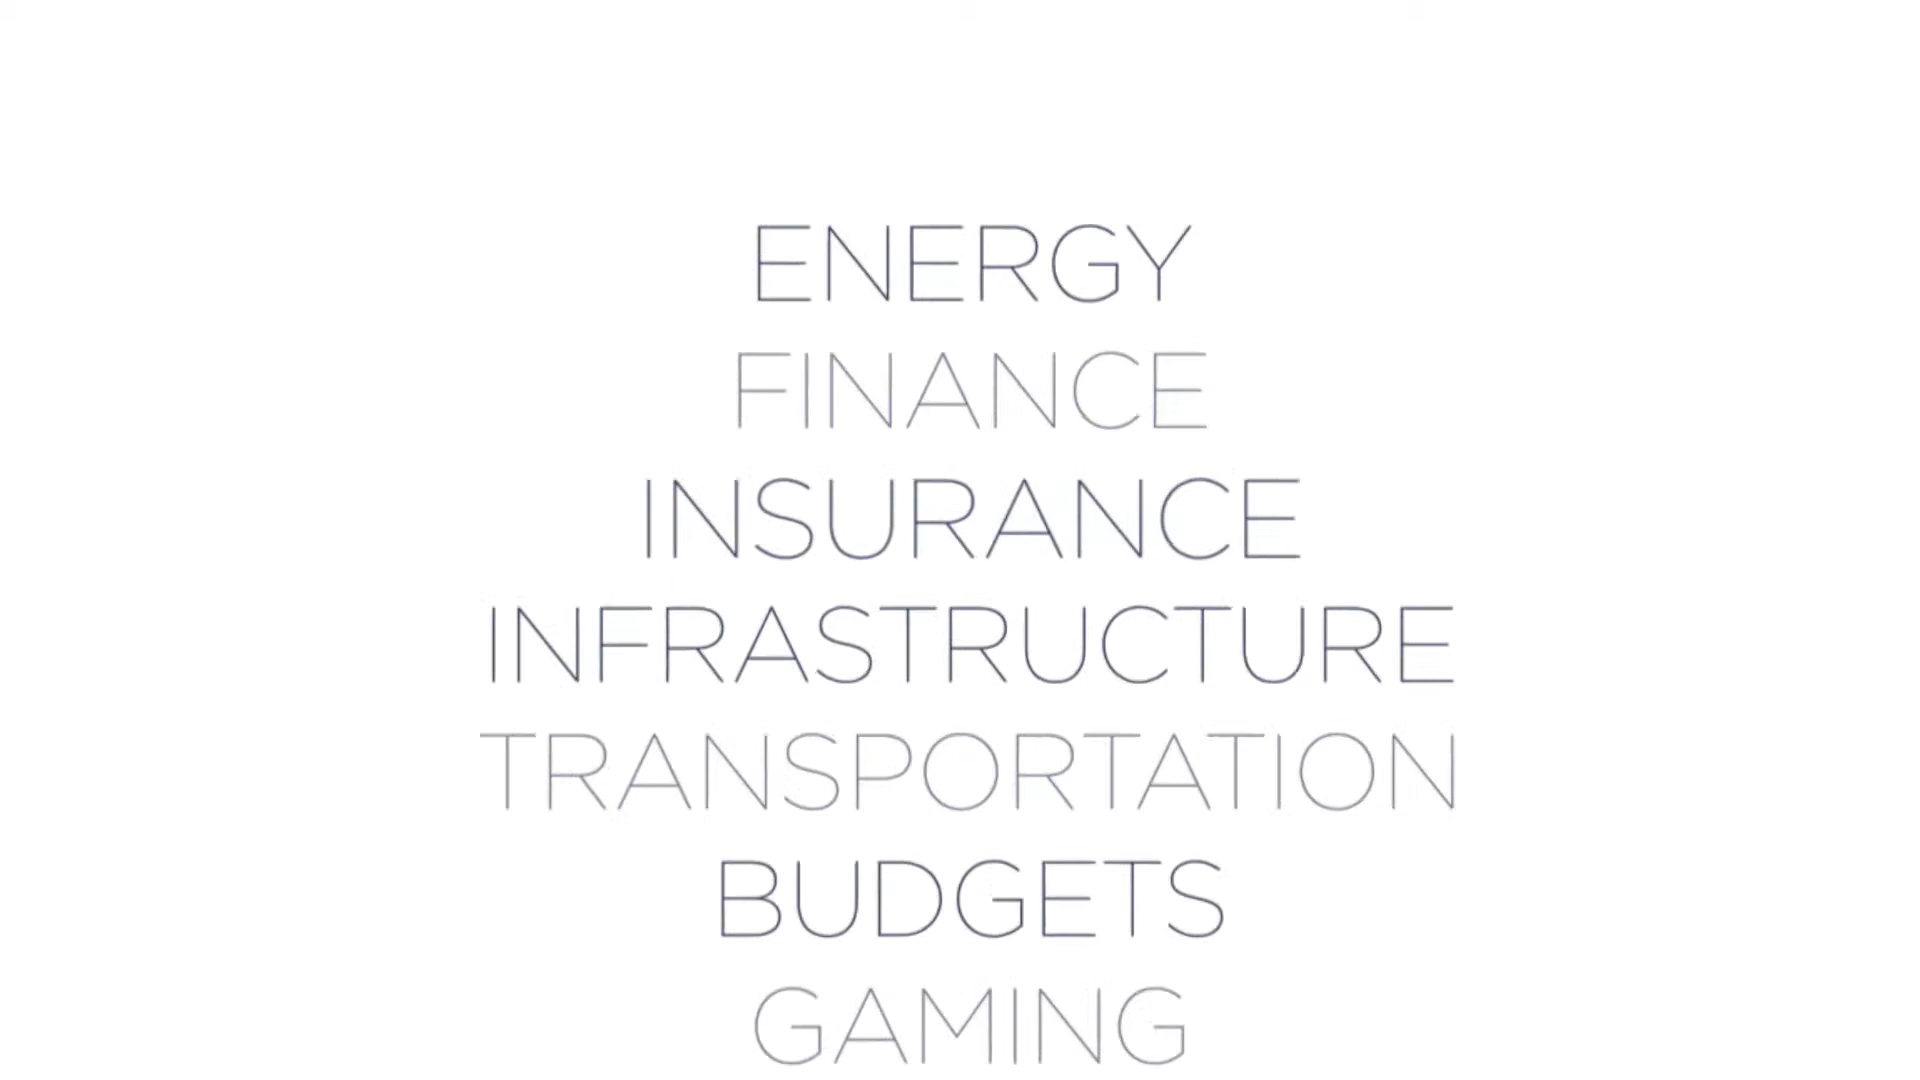 ENERGY
FINANCE
INSURANCE
INFRASTRUCTURE
TRANSPORTATION
BUDGETS
GAMING